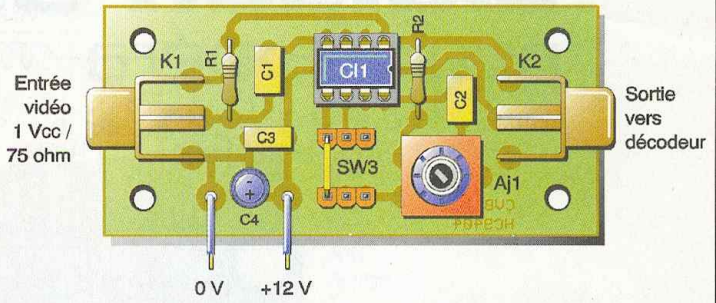 R2
K1
R1
C1
CI1
K2
Entrée
vidéo
1 Vcc /
75 ohm
C2
Sortie
vers
décodeur
C3
SW3
Aj1
C4
0 V
+12 V